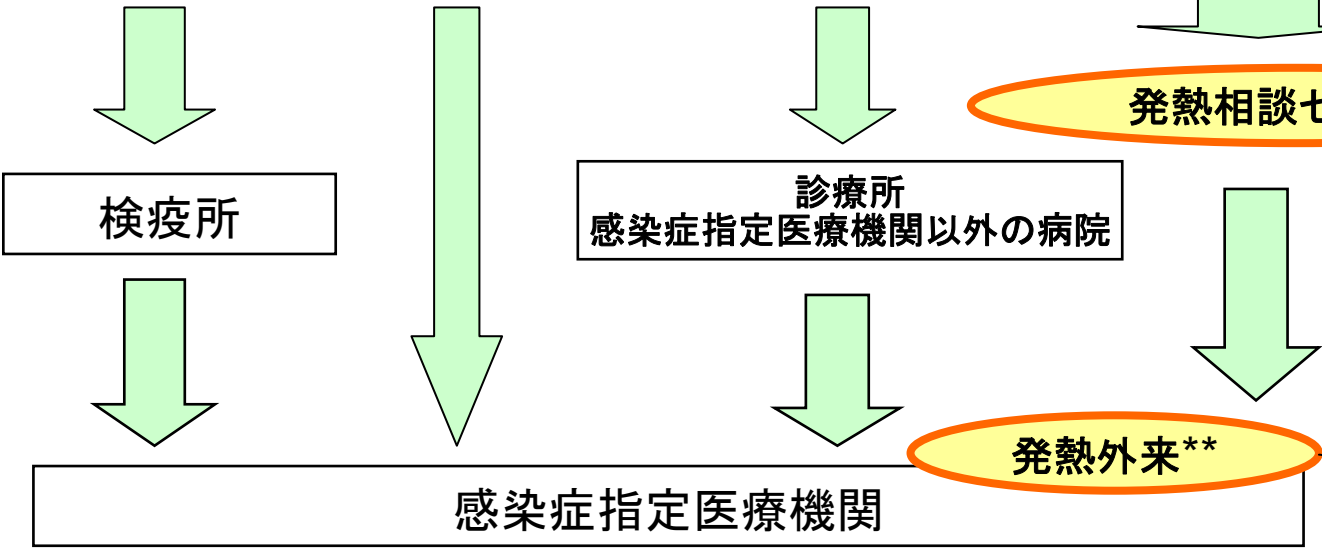 発熱相談セ
検疫所
診療所
感染症指定医療機関以外の病院
発熱外来**
感染症指定医療機関